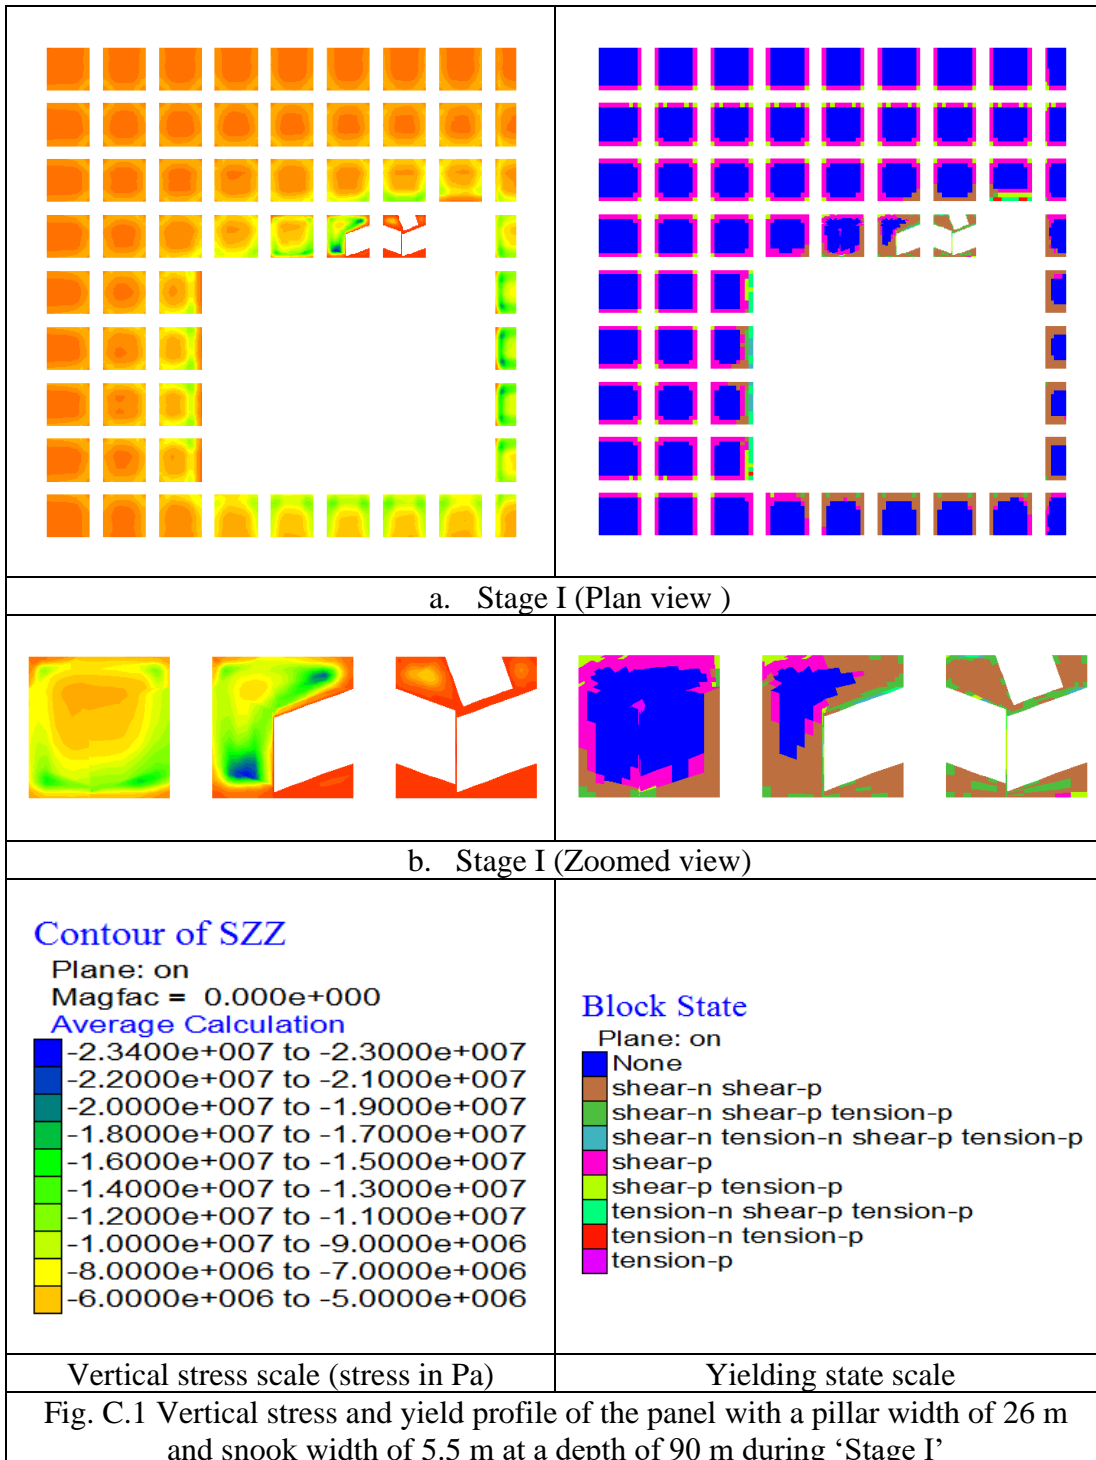 a. Stage I (Plan view )
b. Stage I (Zoomed view)
Contour of SZZ
Plane: on
Magfac = 0.000e+000
Average Calculation
-2.3400e+007 to -2.3000e+007
-2.2000e+007 to -2.1000e+007
-2.0000e+007 to -1.9000e+007
-1.8000e+007 to -1.7000e+007
-1.6000e+007 to -1.5000e+007
-1.4000e+007 to -1.3000e+007
-1.2000e+007 to -1.1000e+007
-1.0000e+007 to -9.0000e+006
-8.0000e+006 to -7.0000e+006
-6.0000e+006 to -5.0000e+006
Block State
Plane: on
None
shear-n shear-p
shear-n shear-p tension-p
shear-n tension-n shear-p tension-p
shear-p
shear-p tension-p
tension-n shear-p tension-p
tension-n tension-p
tension-p
Vertical stress scale (stress in Pa)
Yielding state scale
Fig. C.1 Vertical stress and yield profile of the panel with a pillar width of 26 m
and snook width of 5.5 m at a depth of 90 m during ‘Stage I’